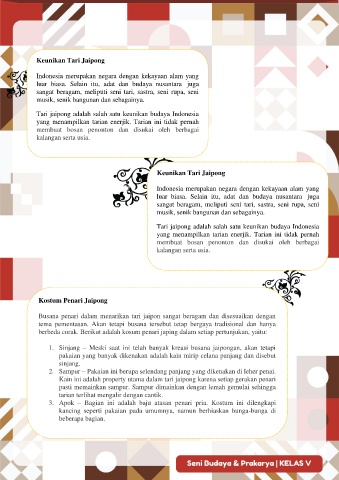 Keunikan Tari Jaipong
Indonesia merupakan negara dengan kekayaan alam yang
luar biasa. Selain itu, adat dan budaya nusantara juga
sangat beragam, meliputi seni tari, sastra, seni rupa, seni
musik, senik bangunan dan sebagainya.
Tari jaipong adalah salah satu keunikan budaya Indonesia
yang menampilkan tarian enerjik. Tarian ini tidak pernah
membuat bosan penonton dan disukai oleh berbagai
kalangan serta usia.
Keunikan Tari Jaipong
Indonesia merupakan negara dengan kekayaan alam yang
luar biasa. Selain itu, adat dan budaya nusantara juga
sangat beragam, meliputi seni tari, sastra, seni rupa, seni
musik, senik bangunan dan sebagainya.
Tari jaipong adalah salah satu keunikan budaya Indonesia
yang menampilkan tarian enerjik. Tarian ini tidak pernah
membuat bosan penonton dan disukai oleh berbagai
kalangan serta usia.
Kostum Penari Jaipong
Busana penari dalam menarikan tari jaipon sangat beragam dan disesuaikan dengan
tema pementasan. Akan tetapi busana tersebut tetap bergaya tradisional dan hanya
berbeda corak. Berikut adalah kosum penari japing dalam setiap pertunjukan, yaitu:
1. Sinjang – Meski saat ini telah banyak kreasi busana jaipongan, akan tetapi
pakaian yang banyak dikenakan adalah kain mirip celana panjang dan disebut
sinjang.
2. Sampur – Pakaian ini berupa selendang panjang yang dikenakan di leher penai.
Kain ini adalah property utama dalam tari jaipong karena setiap gerakan penari
pasti memainkan sampur. Sampur dimainkan dengan lemah gemulai sehingga
tarian terlihat mengalir dengan cantik.
3. Apok – Bagian ini adalah baju atasan penari pria. Kostum ini dilengkapi
kancing seperti pakaian pada umumnya, namun berhiaskan bunga-bunga di
beberapa bagian.
Seni Budaya & Prakarya | KELAS V